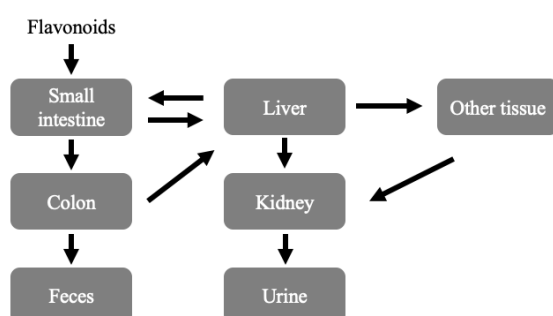 Flavonoids
Small
intestine
Liver
Other tissue
Colon
Kidney
Feces
Urine